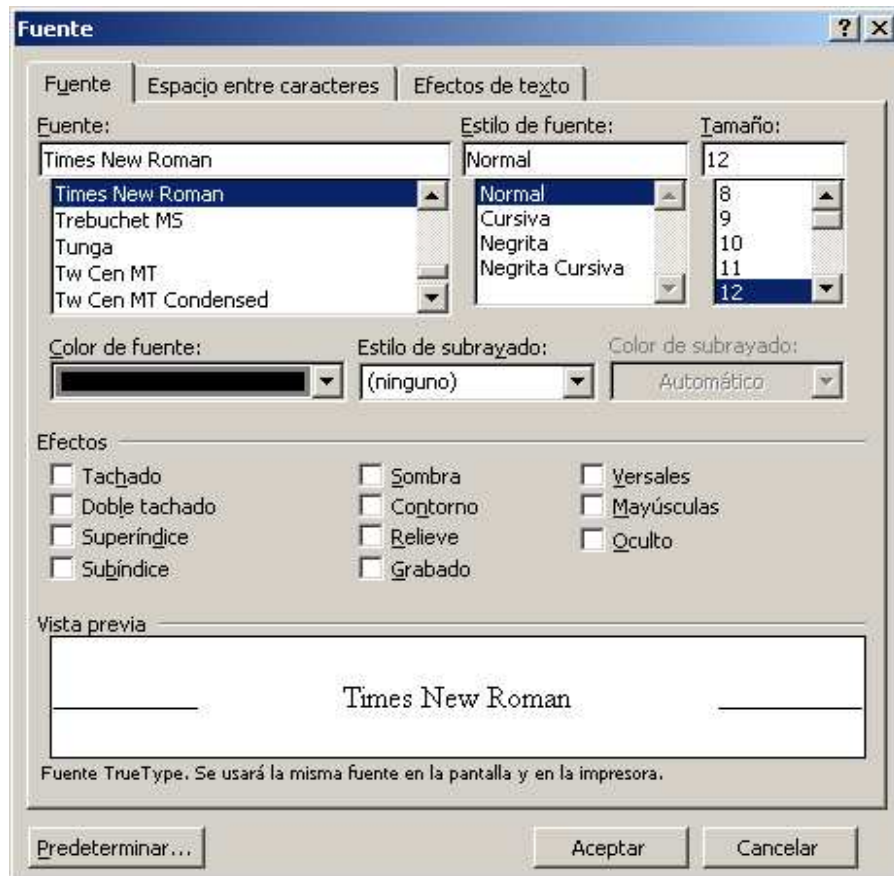 Fuente
Fuente Espacio entre caracteres Efectos de texto
Fuente: Estilo de fuente: Tamaño:
Times New Roman Normal 12
Times New Roman Normal 8
Trebuchet MS Cursiva 9
Tunga Negrita 10
Tw Cen MT Negrita Cursiva 11
Tw Cen MT Condensed 12
Color de fuente: Estilo de subrayado: Color de subrayado:
(ninguno) Automático
Efectos
Tachado Sombra Versales
Doble tachado Contorno Mayúsculas
Superíndice Relieve Oculto
Subíndice Grabado
Vista previa
Times New Roman
Fuente TrueType. Se usará la misma fuente en la pantalla y en la impresora.
Predeterminar... Aceptar Cancelar